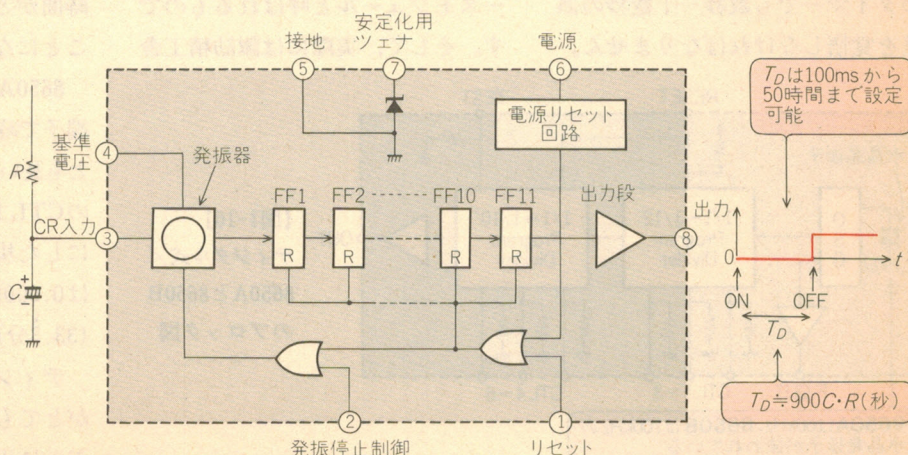 安定化用
ツェナ
接地
電源
⑤
⑦
⑥
電源リセット
回路
T_Dは100msから
50時間まで設定
可能
基準
電圧
④
発振器
R
FF1
FF2
FF10
FF11
出力段
出力
CR入力
③
R
R
R
R
⑧
0
t
C
+
-
ON
OFF
T_D
②
①
発振停止制御
リセット
T_D≒900C・R(秒)